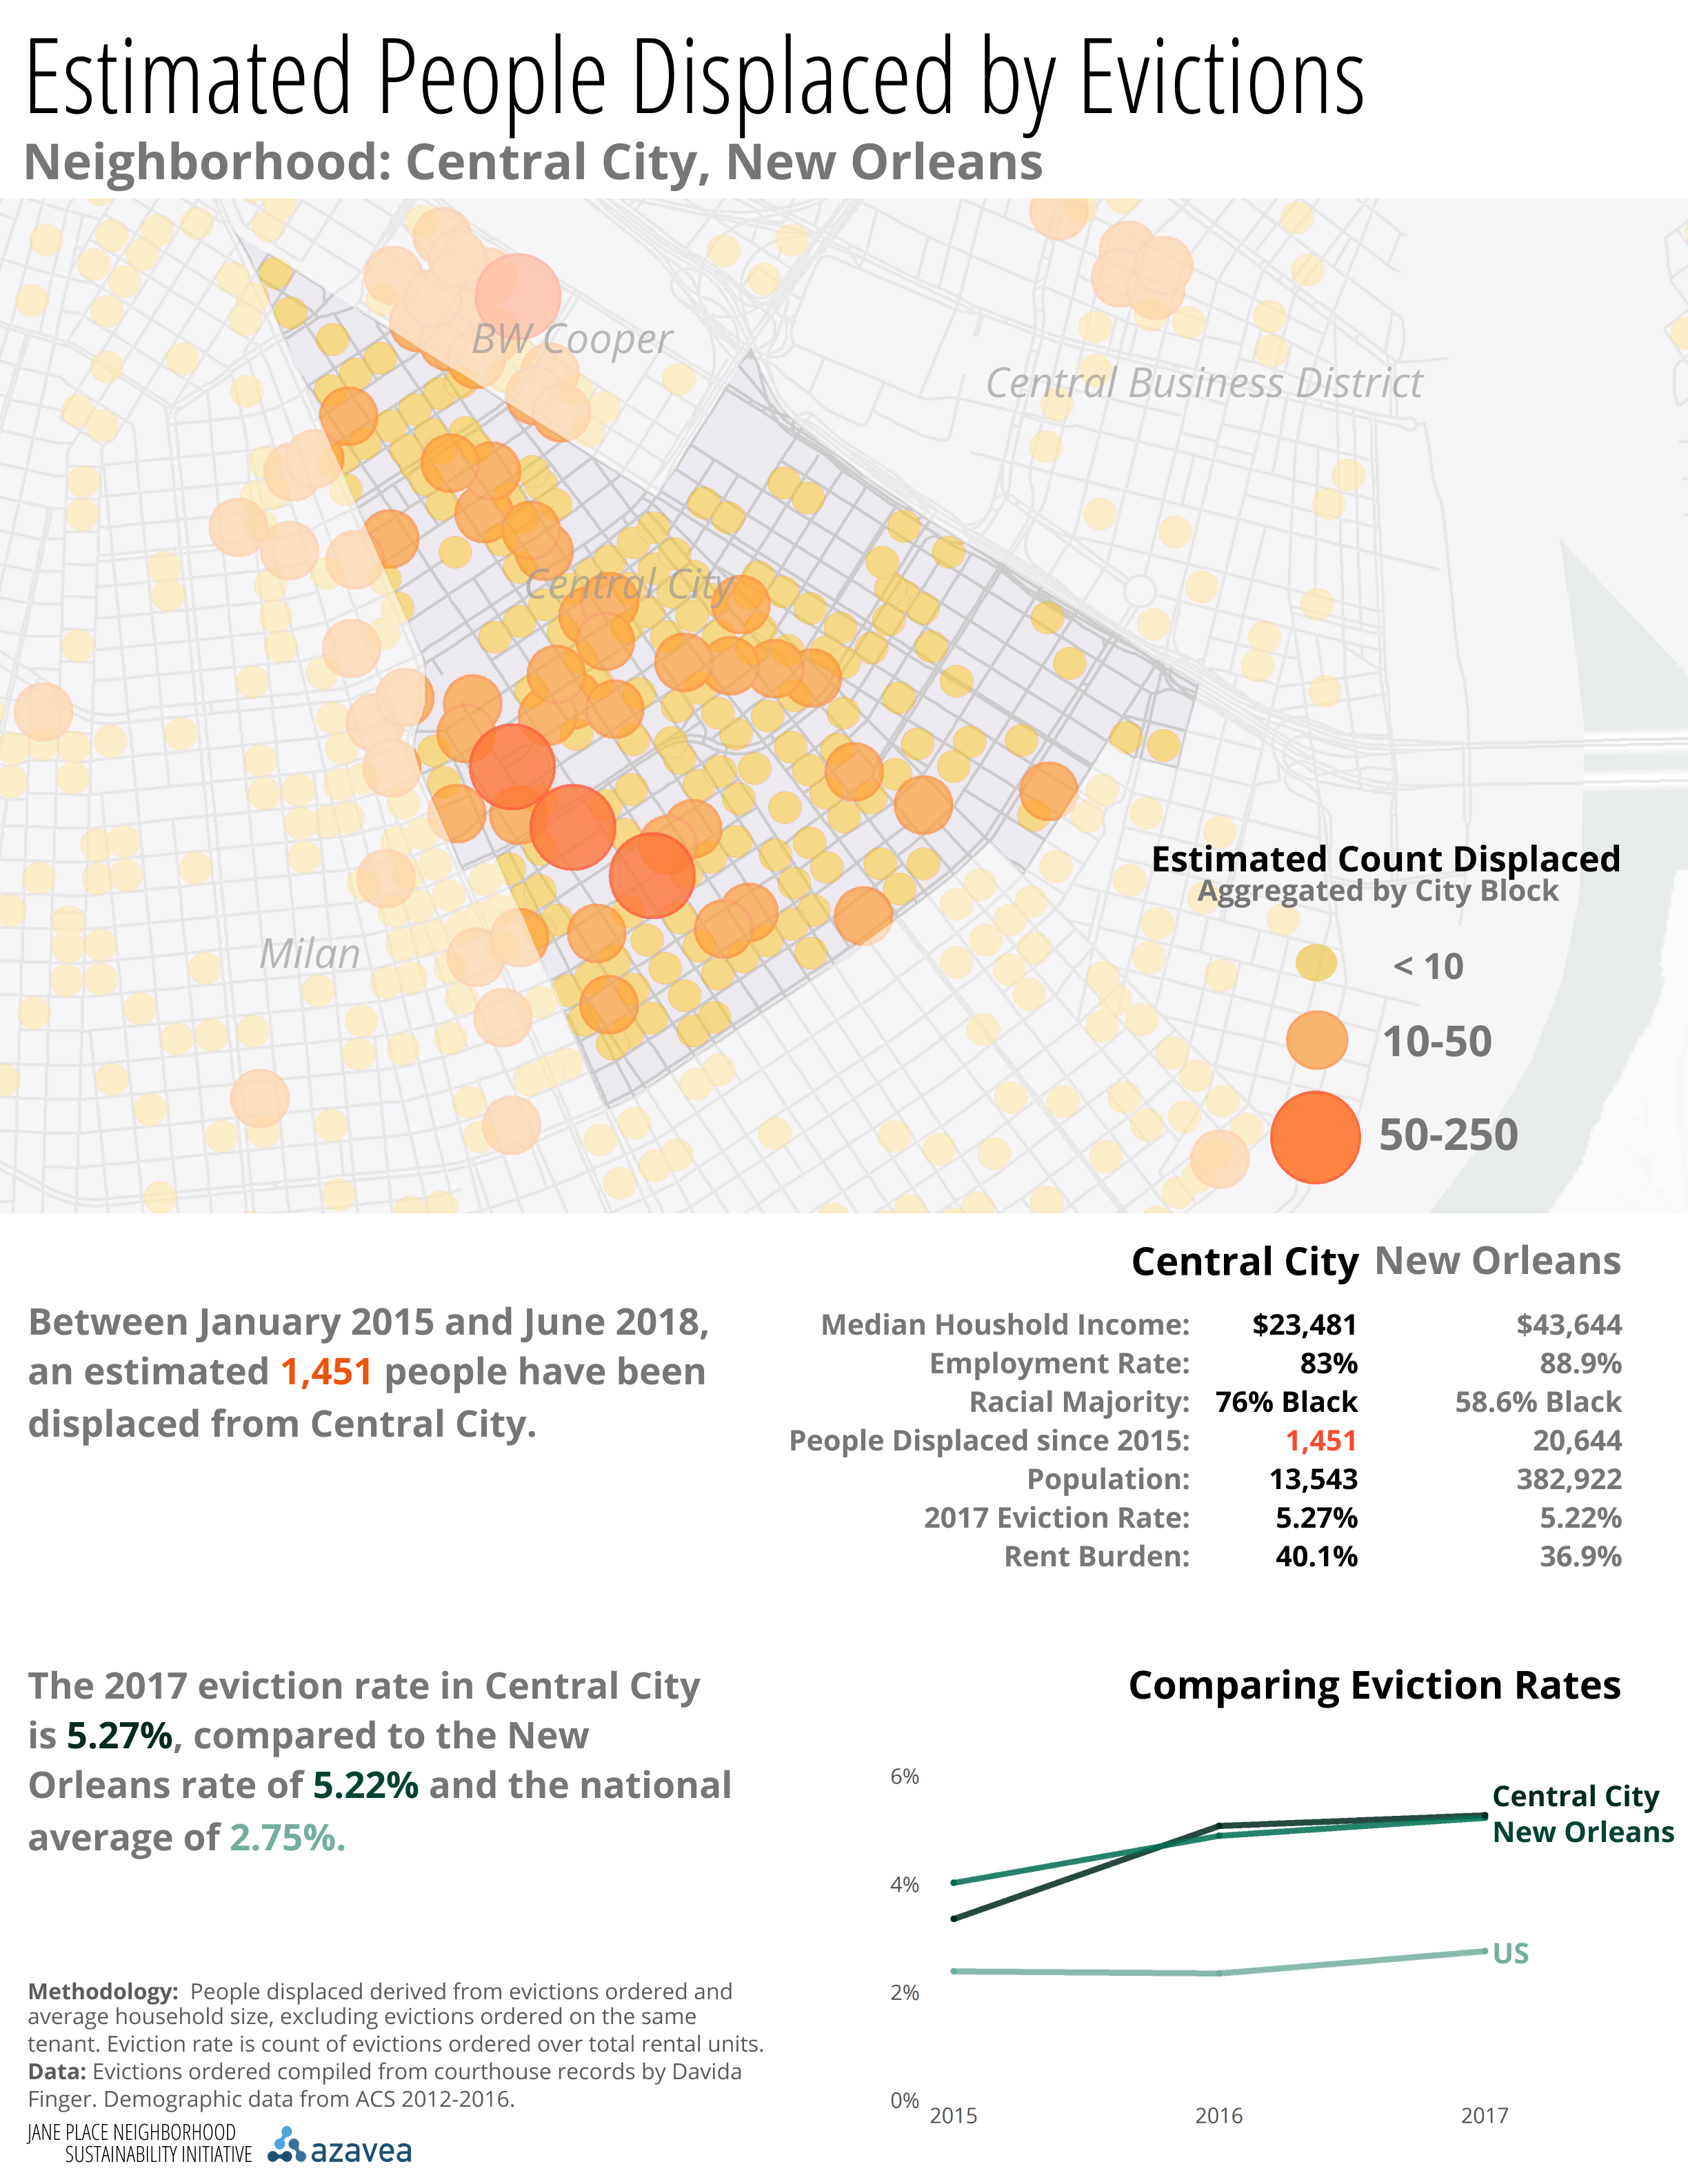 Estimated People Displaced by Evictions
Neighborhood: Central City, New Orleans
BW Cooper
Central Business District
Central City
Milan
Estimated Count Displaced
Aggregated by City Block
< 10
10-50
50-250
Between January 2015 and June 2018,
an estimated 1,451 people have been
displaced from Central City.
Central City New Orleans
Median Houshold Income: $23,481 $43,644
Employment Rate: 83% 88.9%
Racial Majority: 76% Black 58.6% Black
People Displaced since 2015: 1,451 20,644
Population: 13,543 382,922
2017 Eviction Rate: 5.27% 5.22%
Rent Burden: 40.1% 36.9%
The 2017 eviction rate in Central City
is 5.27%, compared to the New
Orleans rate of 5.22% and the national
average of 2.75%.
Comparing Eviction Rates
6%
4%
2%
0%
2015 2016 2017
Central City
New Orleans
US
Methodology: People displaced derived from evictions ordered and
average household size, excluding evictions ordered on the same
tenant. Eviction rate is count of evictions ordered over total rental units.
Data: Evictions ordered compiled from courthouse records by Davida
Finger. Demographic data from ACS 2012-2016.
JANE PLACE NEIGHBORHOOD
SUSTAINABILITY INITIATIVE
azavea